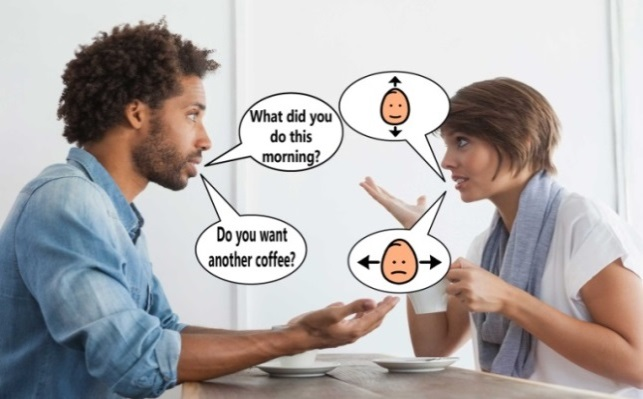 What did you
do this
morning?
Do you want
another coffee?